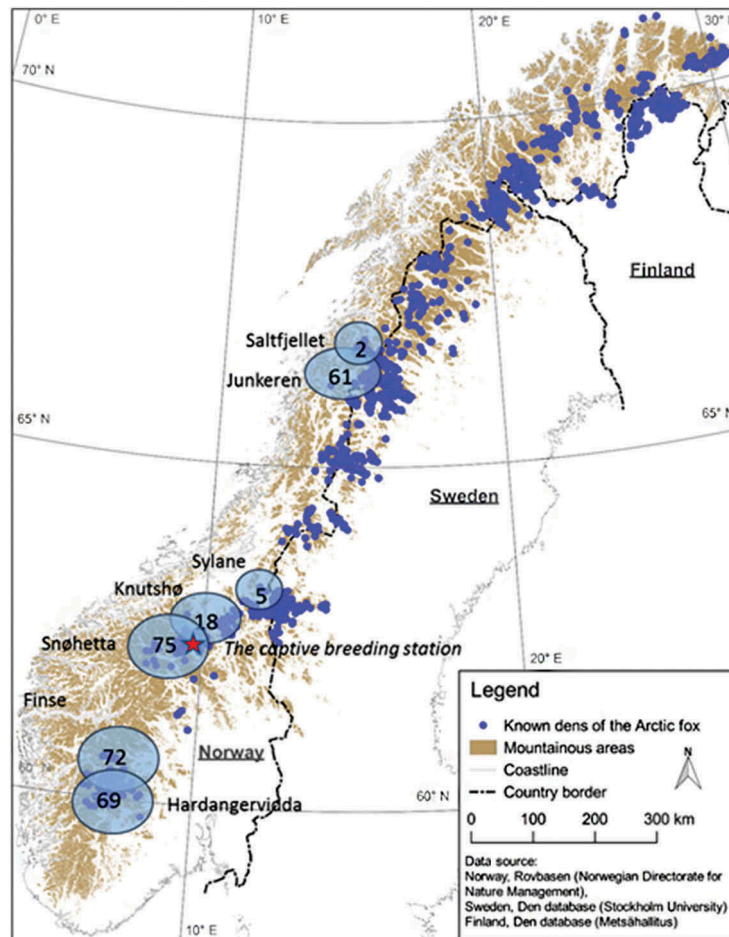 0° E
10° E
20° E
30° E
70° N
Finland
Saltfjellet
2
Junkeren
61
65° N
65° N
Sweden
Sylane
5
Knutshø
18
Snøhetta
75
The captive breeding station
20° E
Finse
Norway
72
60° N
69
Hardangervidda
60° N
10° E
Legend
Known dens of the Arctic fox
Mountainous areas
Coastline
Country border
N
0 100 200 300 km
Data source:
Norway, Rovbasen (Norwegian Directorate for
Nature Management),
Sweden, Den database (Stockholm University)
Finland, Den database (Metsähallitus)